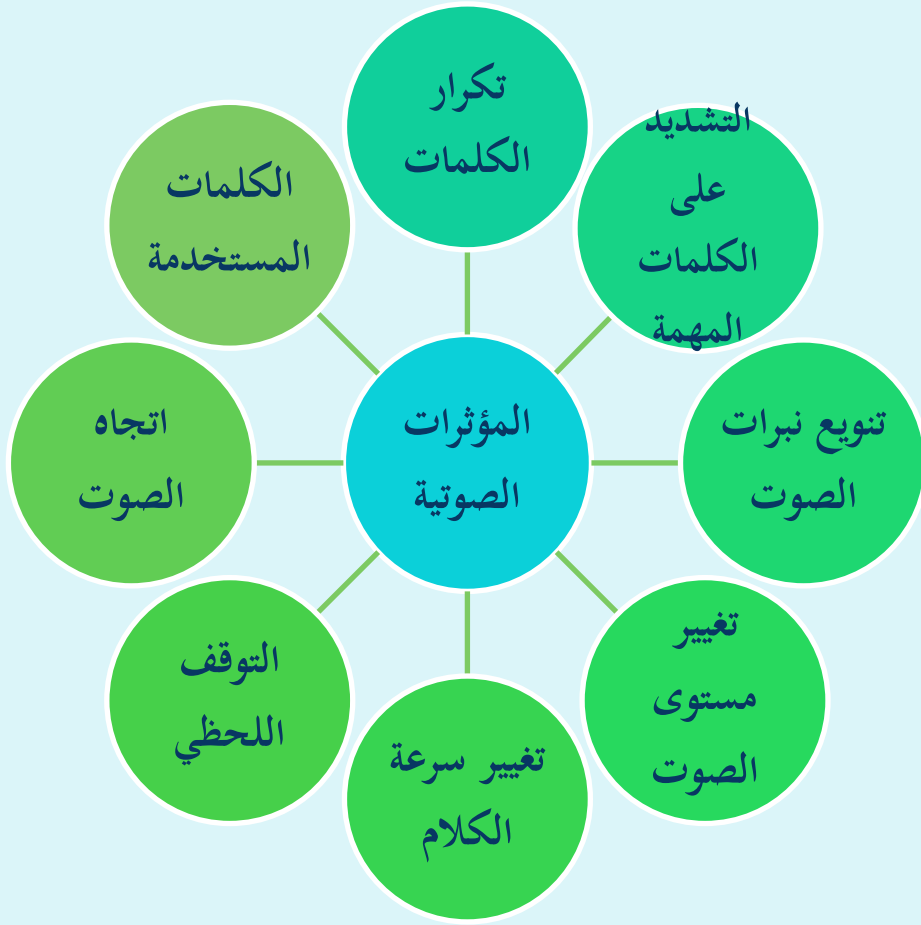 المؤثرات
الصوتية
تكرار
الكلمات
التشديد
على
الكلمات
المهمة
تنويع نبرات
الصوت
تغيير
مستوى
الصوت
تغيير سرعة
الكلام
التوقف
اللحظي
اتجاه
الصوت
الكلمات
المستخدمة